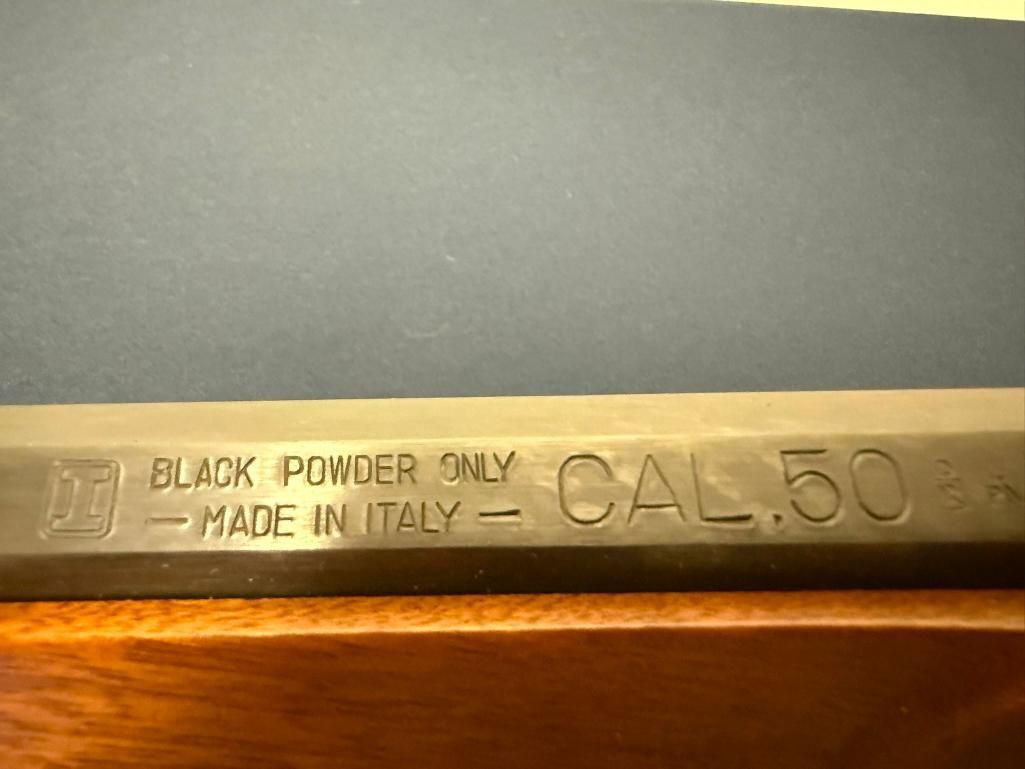 I
BLACK POWDER ONLY
— MADE IN ITALY —
CAL.50